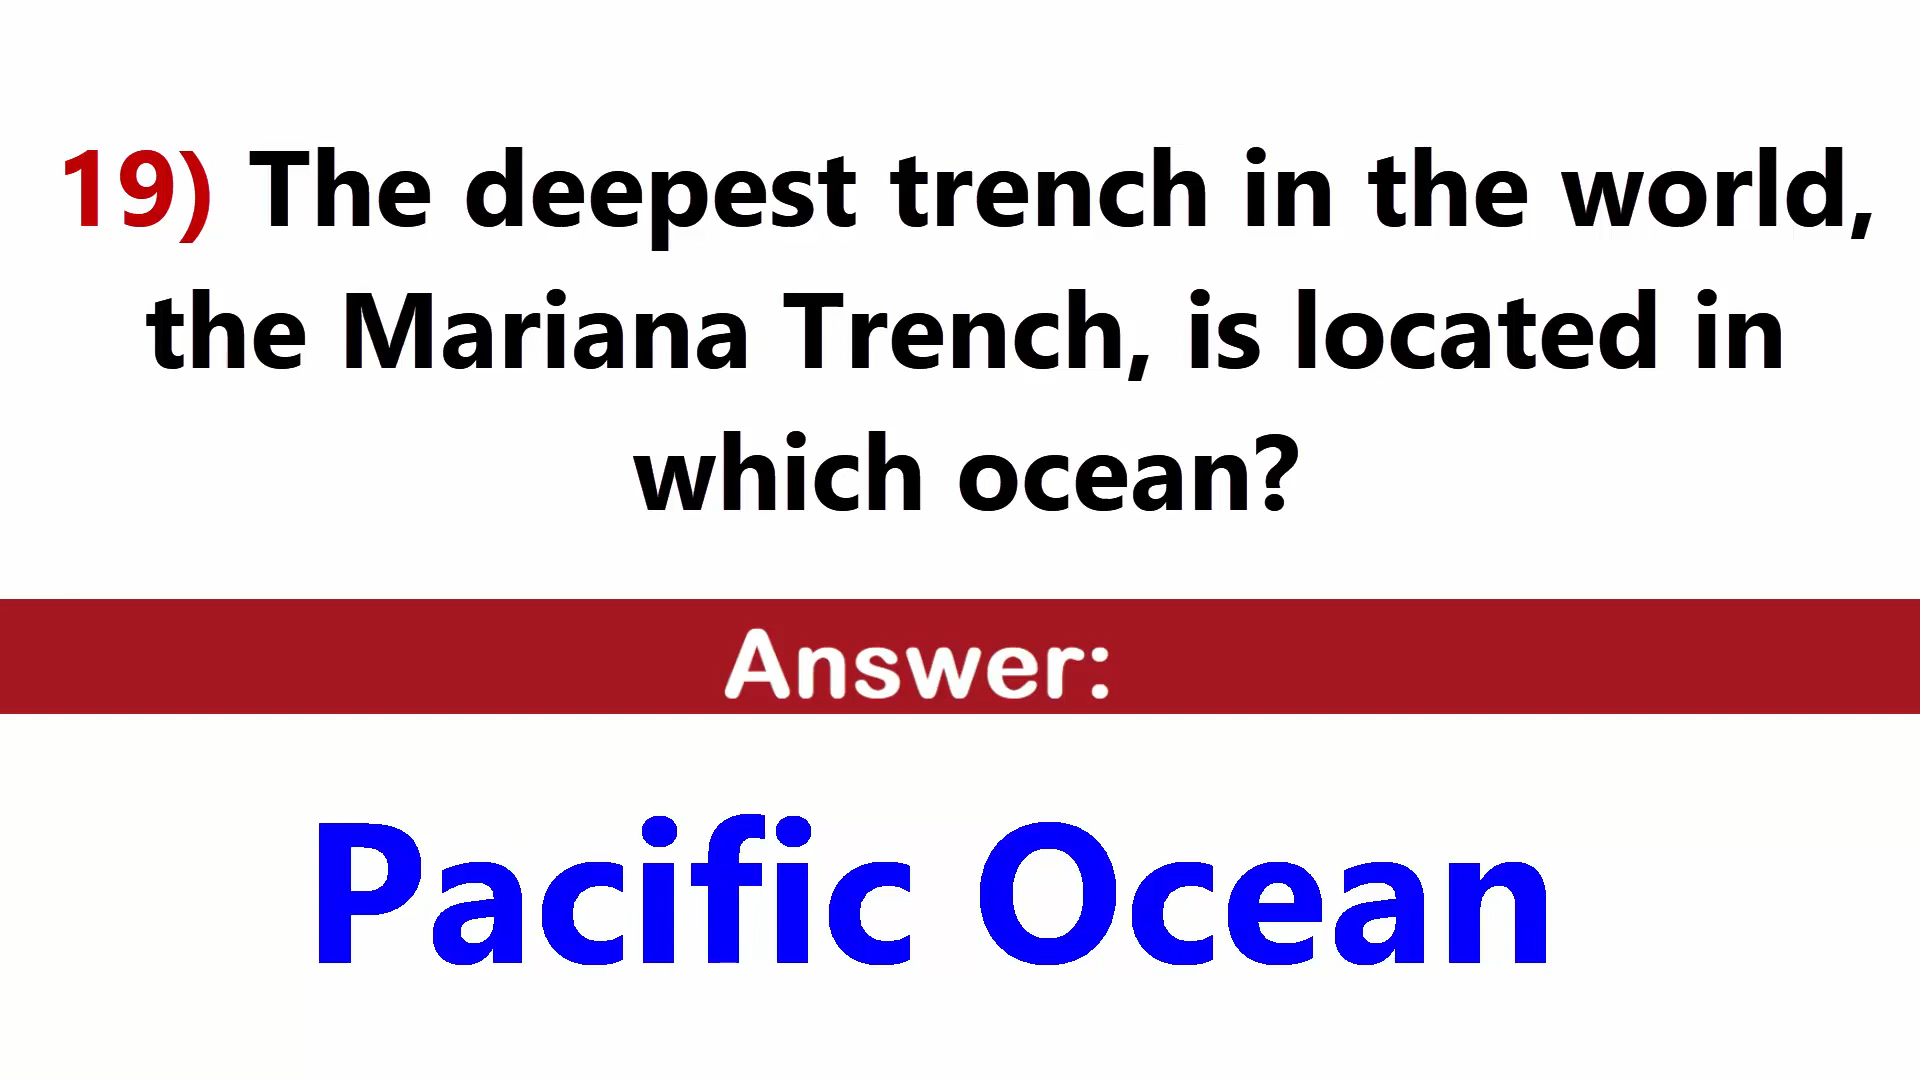 19) The deepest trench in the world,
the Mariana Trench, is located in
which ocean?
Answer:
Pacific Ocean